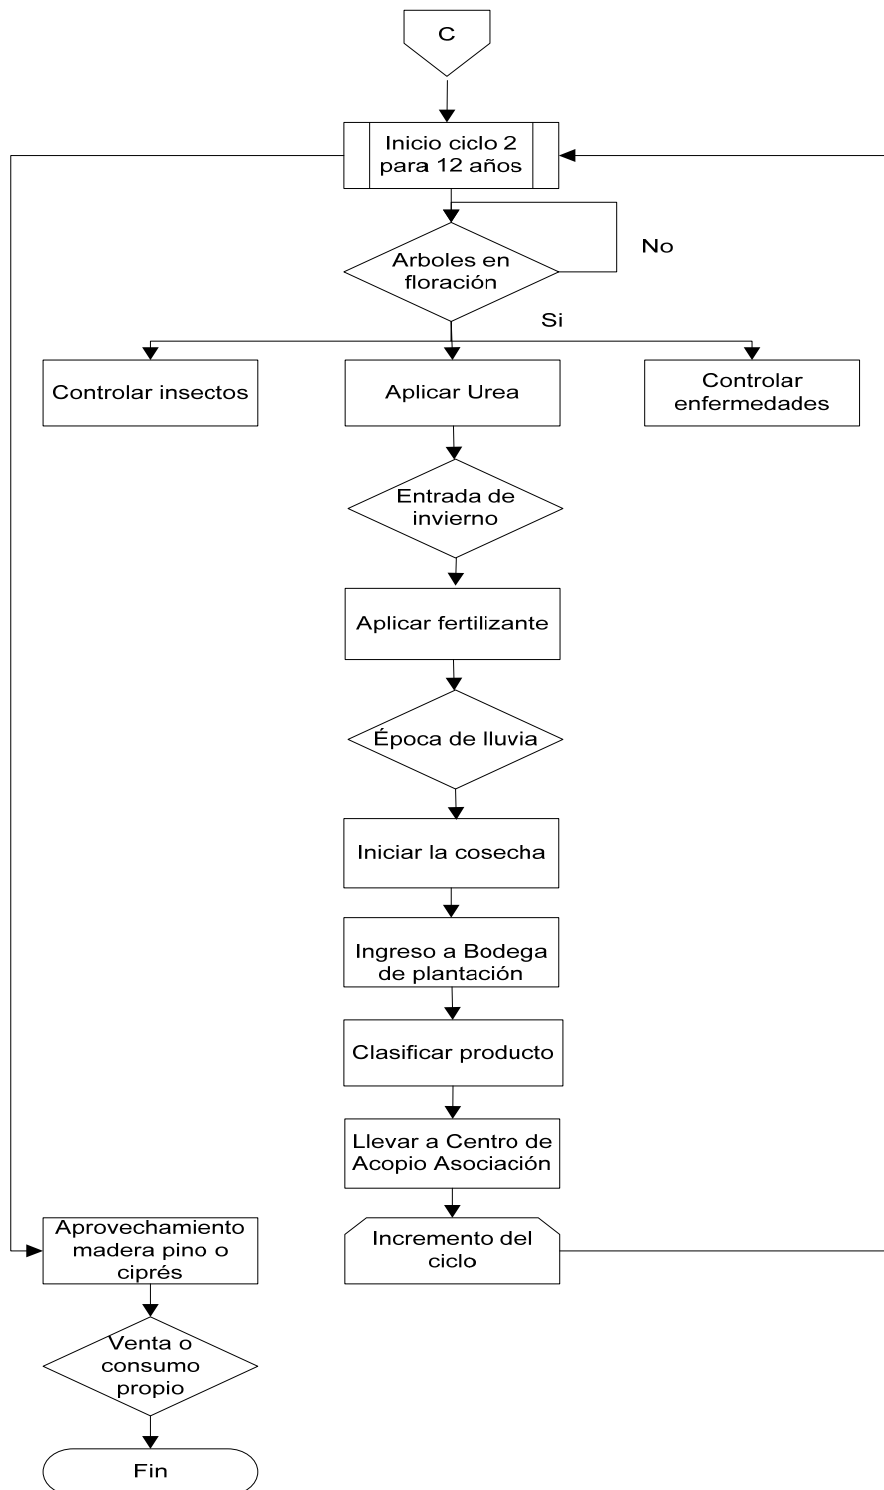 C
Inicio ciclo 2
para 12 años
Arboles en
floración
No
Si
Controlar insectos
Aplicar Urea
Controlar
enfermedades
Entrada de
invierno
Aplicar fertilizante
Época de lluvia
Iniciar la cosecha
Ingreso a Bodega
de plantación
Clasificar producto
Llevar a Centro de
Acopio Asociación
Aprovechamiento
madera pino o
ciprés
Incremento del
ciclo
Venta o
consumo
propio
Fin